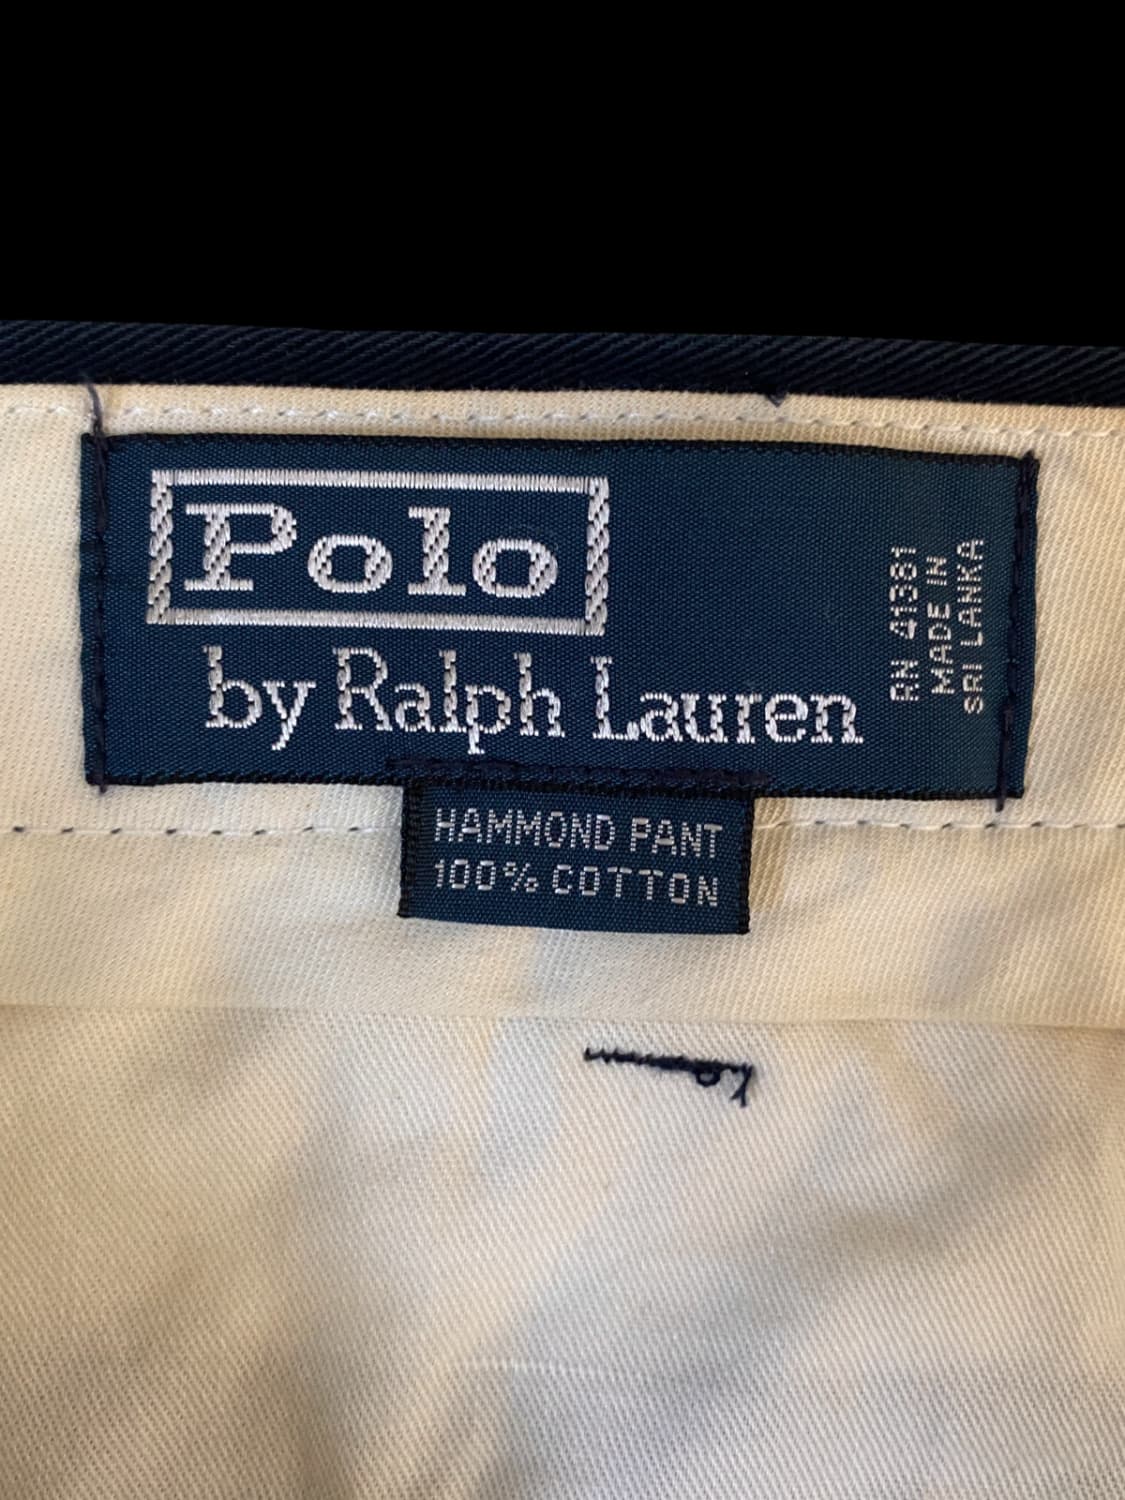 Polo
by Ralph Lauren
RN 41381
MADE IN
SRI LANKA
HAMMOND PANT
100% COTTON